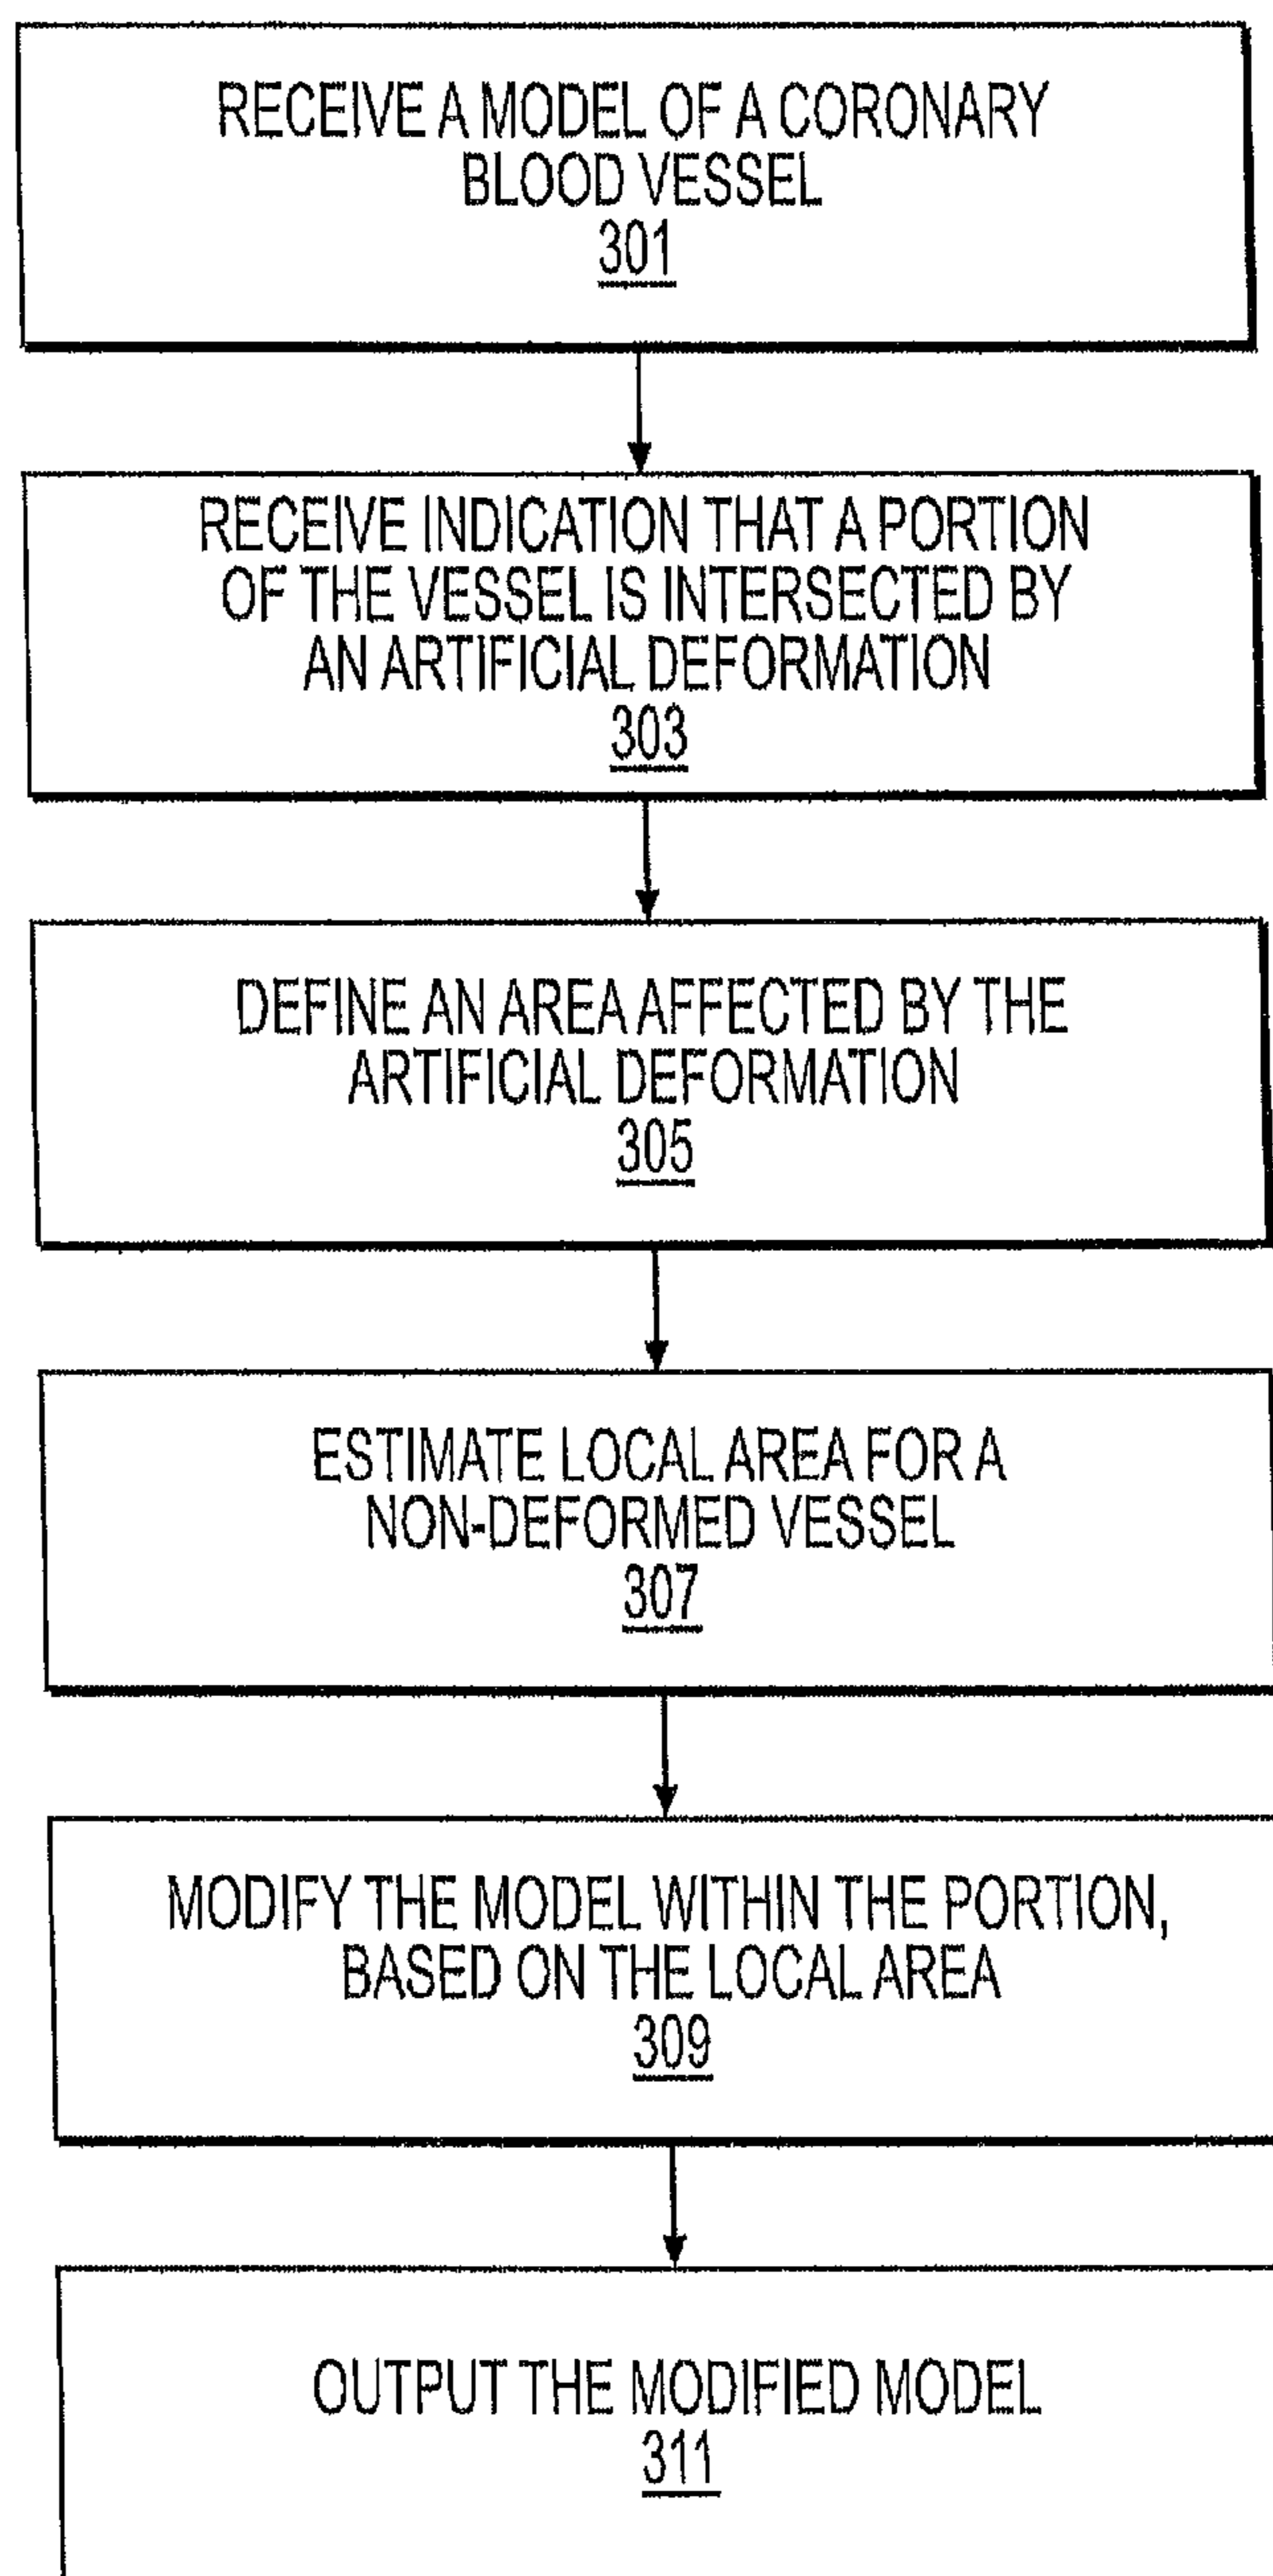 RECEIVE A MODEL OF A CORONARY
BLOOD VESSEL
301
RECEIVE INDICATION THAT A PORTION
OF THE VESSEL IS INTERSECTED BY
AN ARTIFICIAL DEFORMATION
303
DEFINE AN AREA AFFECTED BY THE
ARTIFICIAL DEFORMATION
305
ESTIMATE LOCAL AREA FOR A
NON-DEFORMED VESSEL
307
MODIFY THE MODEL WITHIN THE PORTION,
BASED ON THE LOCAL AREA
309
OUTPUT THE MODIFIED MODEL
311